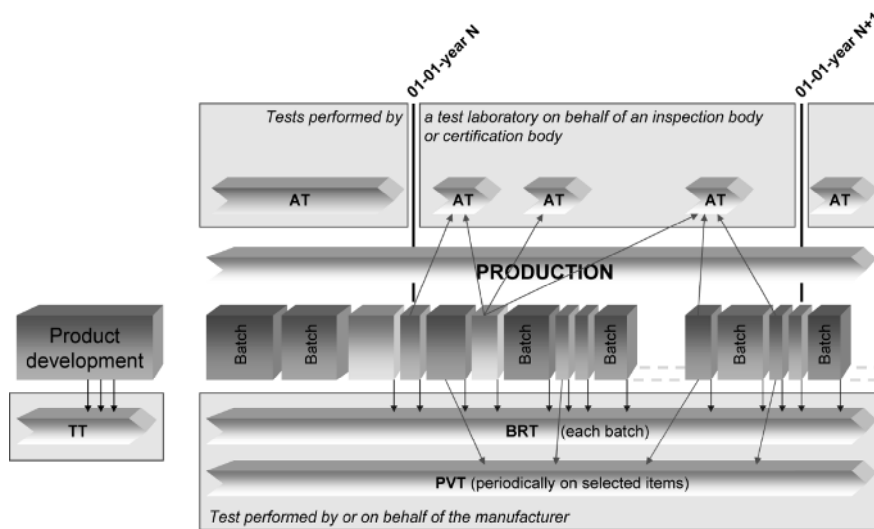 01-01-year N
01-01-year N+1
Tests performed by
a test laboratory on behalf of an inspection body
or certification body
AT
AT
AT
AT
AT
PRODUCTION
Product
development
Batch
Batch
Batch
Batch
Batch
Batch
TT
BRT (each batch)
PVT (periodically on selected items)
Test performed by or on behalf of the manufacturer